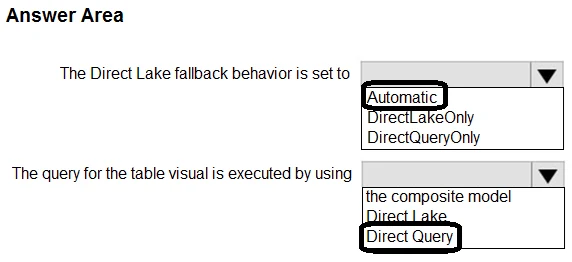 Answer Area
The Direct Lake fallback behavior is set to
Automatic
DirectLakeOnly
DirectQueryOnly
The query for the table visual is executed by using
the composite model
Direct Lake
Direct Query